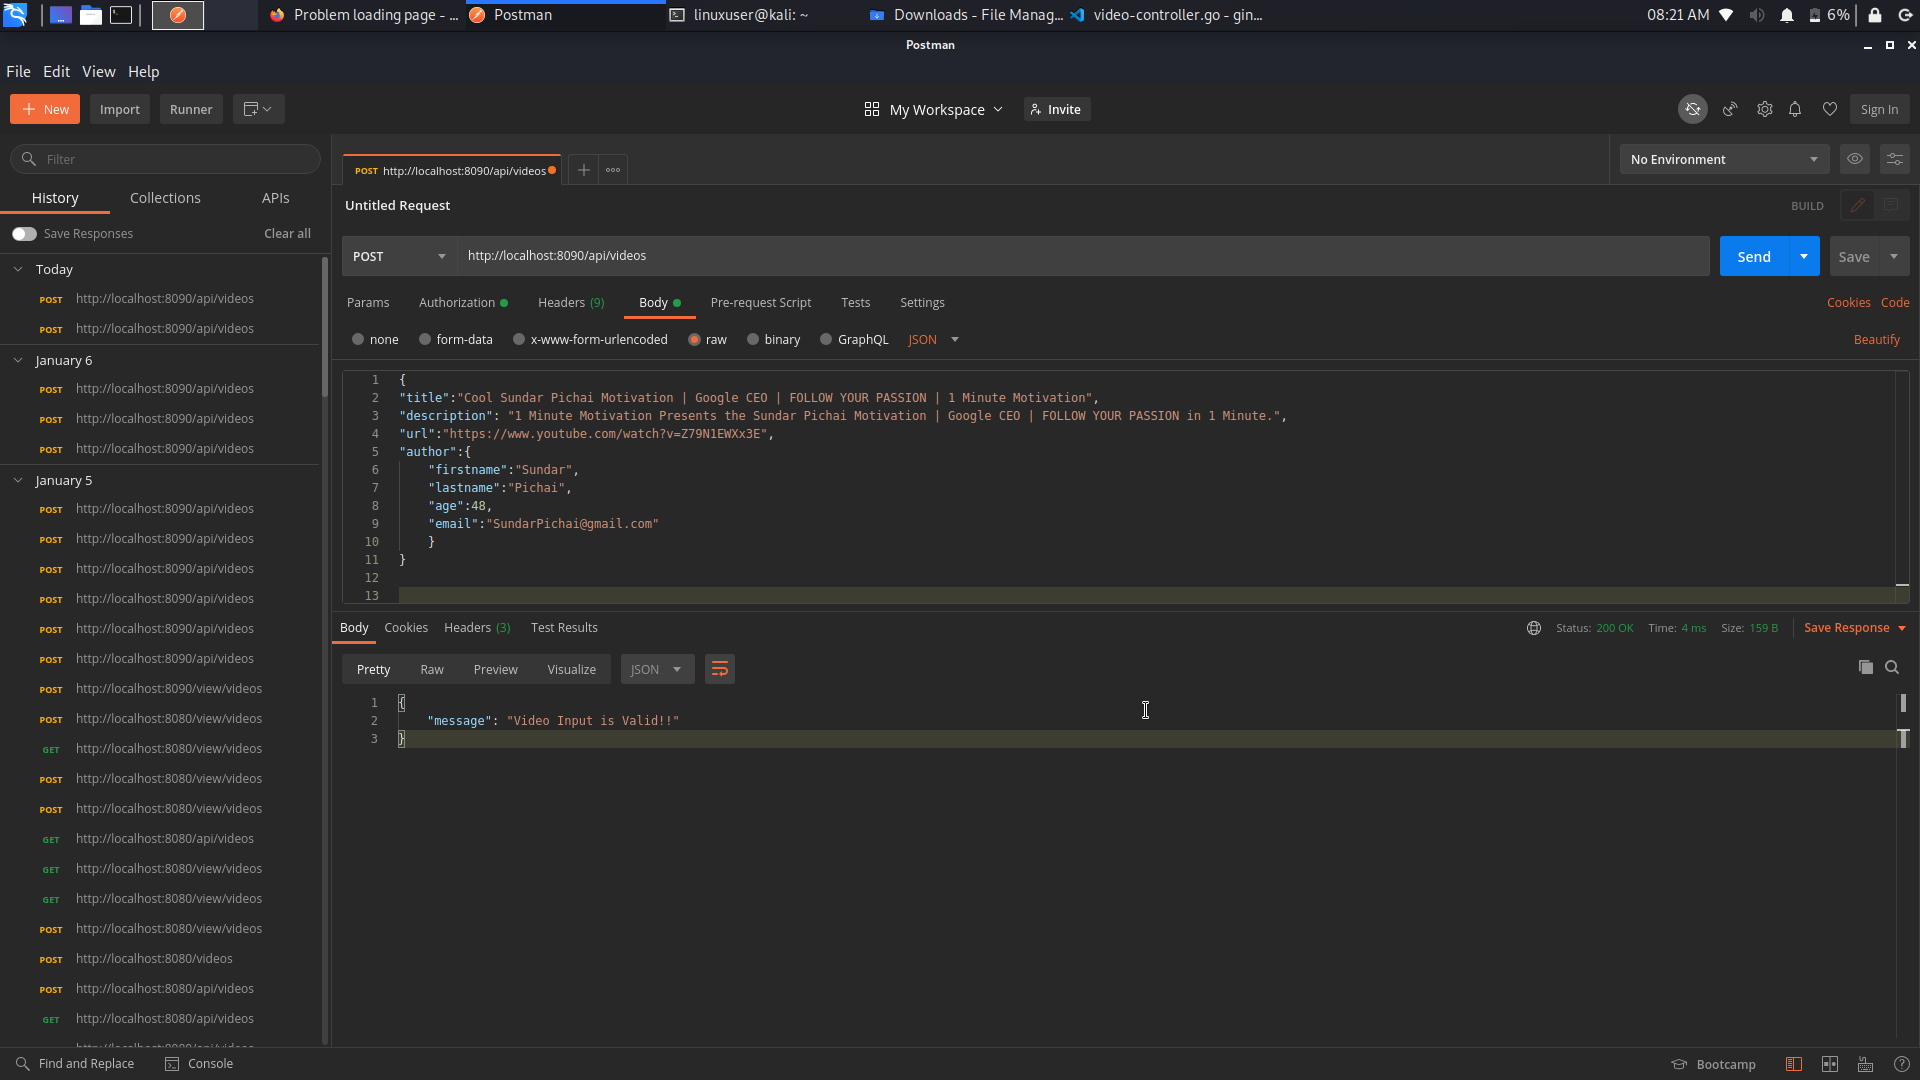 Problem loading page - ...
Postman
linuxuser@kali: ~
Downloads - File Manag...
video-controller.go - gin...
08:21 AM
6%
Postman
File Edit View Help
New
Import
Runner
My Workspace
Invite
Sign In
Filter
History
Collections
APIs
Save Responses
Clear all
Today
POST http://localhost:8090/api/videos
POST http://localhost:8090/api/videos
January 6
POST http://localhost:8090/api/videos
POST http://localhost:8090/api/videos
POST http://localhost:8090/api/videos
January 5
POST http://localhost:8090/api/videos
POST http://localhost:8090/api/videos
POST http://localhost:8090/api/videos
POST http://localhost:8090/api/videos
POST http://localhost:8090/api/videos
POST http://localhost:8090/api/videos
POST http://localhost:8090/view/videos
POST http://localhost:8090/view/videos
GET http://localhost:8080/view/videos
POST http://localhost:8080/view/videos
POST http://localhost:8080/view/videos
GET http://localhost:8080/api/videos
GET http://localhost:8080/view/videos
GET http://localhost:8080/view/videos
POST http://localhost:8080/view/videos
POST http://localhost:8080/videos
POST http://localhost:8080/api/videos
GET http://localhost:8080/api/videos
POST http://localhost:8090/api/videos
No Environment
Untitled Request
BUILD
POST
http://localhost:8090/api/videos
Send
Save
Params
Authorization
Headers (9)
Body
Pre-request Script
Tests
Settings
Cookies
Code
none
form-data
x-www-form-urlencoded
raw
binary
GraphQL
JSON
Beautify
1 {
2 "title":"Cool Sundar Pichai Motivation | Google CEO | FOLLOW YOUR PASSION | 1 Minute Motivation",
3 "description": "1 Minute Motivation Presents the Sundar Pichai Motivation | Google CEO | FOLLOW YOUR PASSION in 1 Minute.",
4 "url":"https://www.youtube.com/watch?v=Z79N1EWXx3E",
5 "author":{
6 "firstname":"Sundar",
7 "lastname":"Pichai",
8 "age":48,
9 "email":"SundarPichai@gmail.com"
10 }
11 }
12
13
Body
Cookies
Headers (3)
Test Results
Status: 200 OK
Time: 4 ms
Size: 159 B
Save Response
Pretty
Raw
Preview
Visualize
JSON
1 {
2 "message": "Video Input is Valid!!"
3 }
Find and Replace
Console
Bootcamp